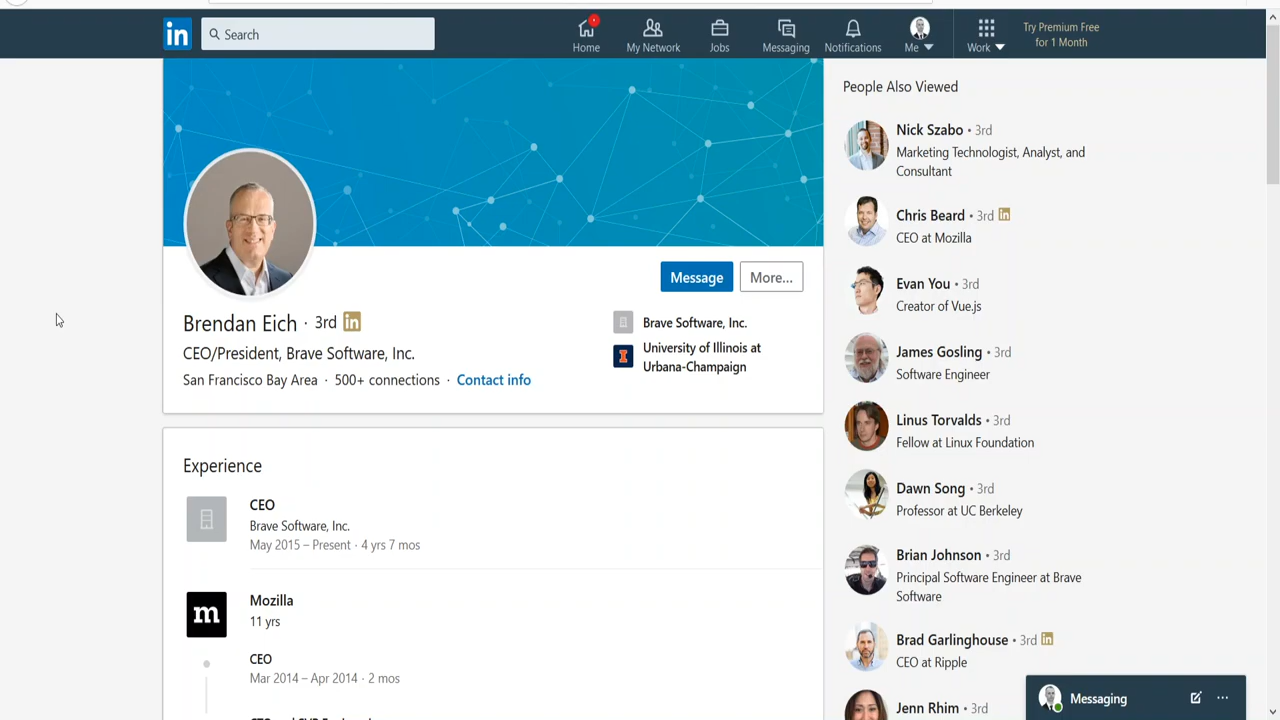 in
Search
Home
My Network
Jobs
Messaging
Notifications
Me
Work
Try Premium Free
for 1 Month
Brendan Eich · 3rd in
CEO/President, Brave Software, Inc.
San Francisco Bay Area · 500+ connections · Contact info
Message
More...
Brave Software, Inc.
I
University of Illinois at
Urbana-Champaign
Experience
CEO
Brave Software, Inc.
May 2015 – Present · 4 yrs 7 mos
m
Mozilla
11 yrs
CEO
Mar 2014 – Apr 2014 · 2 mos
People Also Viewed
Nick Szabo • 3rd
Marketing Technologist, Analyst, and
Consultant
Chris Beard • 3rd in
CEO at Mozilla
Evan You • 3rd
Creator of Vue.js
James Gosling • 3rd
Software Engineer
Linus Torvalds • 3rd
Fellow at Linux Foundation
Dawn Song • 3rd
Professor at UC Berkeley
Brian Johnson • 3rd
Principal Software Engineer at Brave
Software
Brad Garlinghouse • 3rd in
CEO at Ripple
Jenn Rhim • 3rd
Messaging